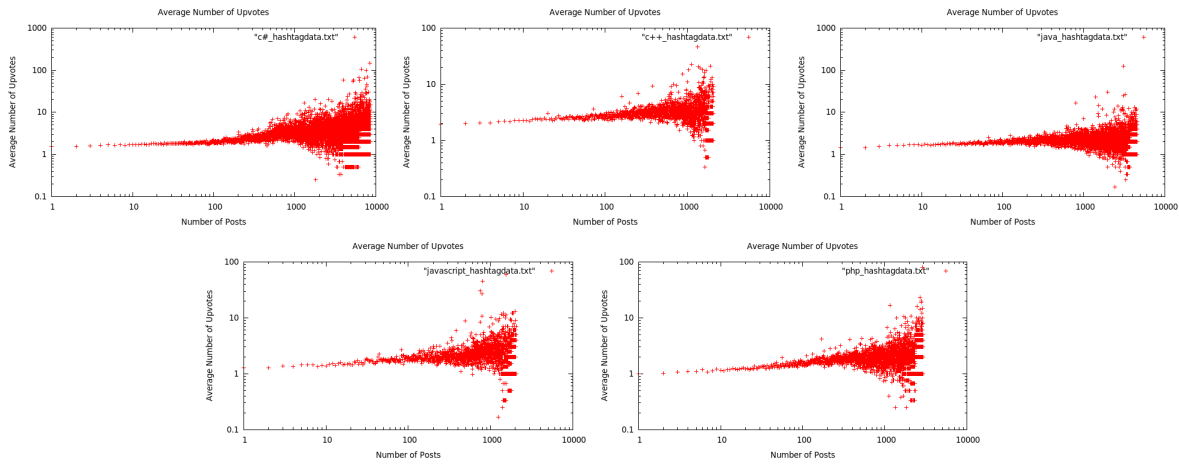 Average Number of Upvotes
Average Number of Upvotes
1000
100
10
1
0.1
1
10
100
1000
10000
Number of Posts
"c#_hashtagdata.txt"
Average Number of Upvotes
Average Number of Upvotes
100
10
1
0.1
1
10
100
1000
10000
Number of Posts
"c++_hashtagdata.txt"
Average Number of Upvotes
Average Number of Upvotes
1000
100
10
1
0.1
1
10
100
1000
10000
Number of Posts
"java_hashtagdata.txt"
Average Number of Upvotes
Average Number of Upvotes
100
10
1
0.1
1
10
100
1000
10000
Number of Posts
"javascript_hashtagdata.txt"
Average Number of Upvotes
Average Number of Upvotes
100
10
1
0.1
1
10
100
1000
10000
Number of Posts
"php_hashtagdata.txt"